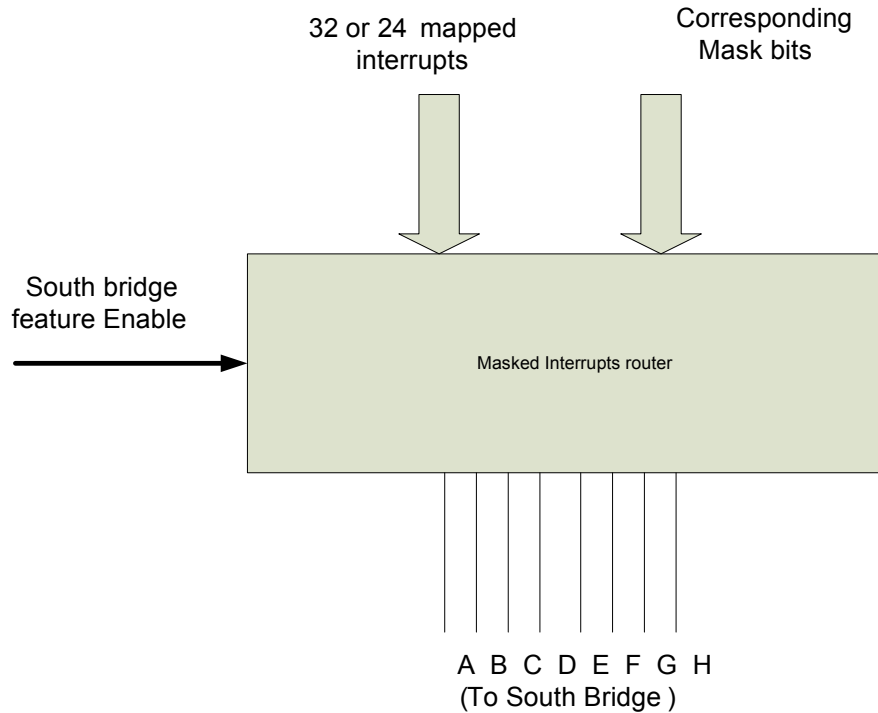 32 or 24 mapped
interrupts
Corresponding
Mask bits
South bridge
feature Enable
Masked Interrupts router
A B C D E F G H
(To South Bridge )